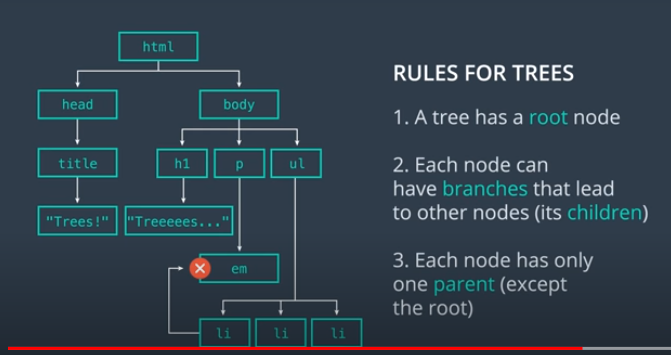 html
RULES FOR TREES
head
body
1. A tree has a root node
title
h1
p
ul
2. Each node can
have branches that lead
to other nodes (its children)
"Trees!"
"Treeeees..."
em
3. Each node has only
one parent (except
the root)
li
li
li